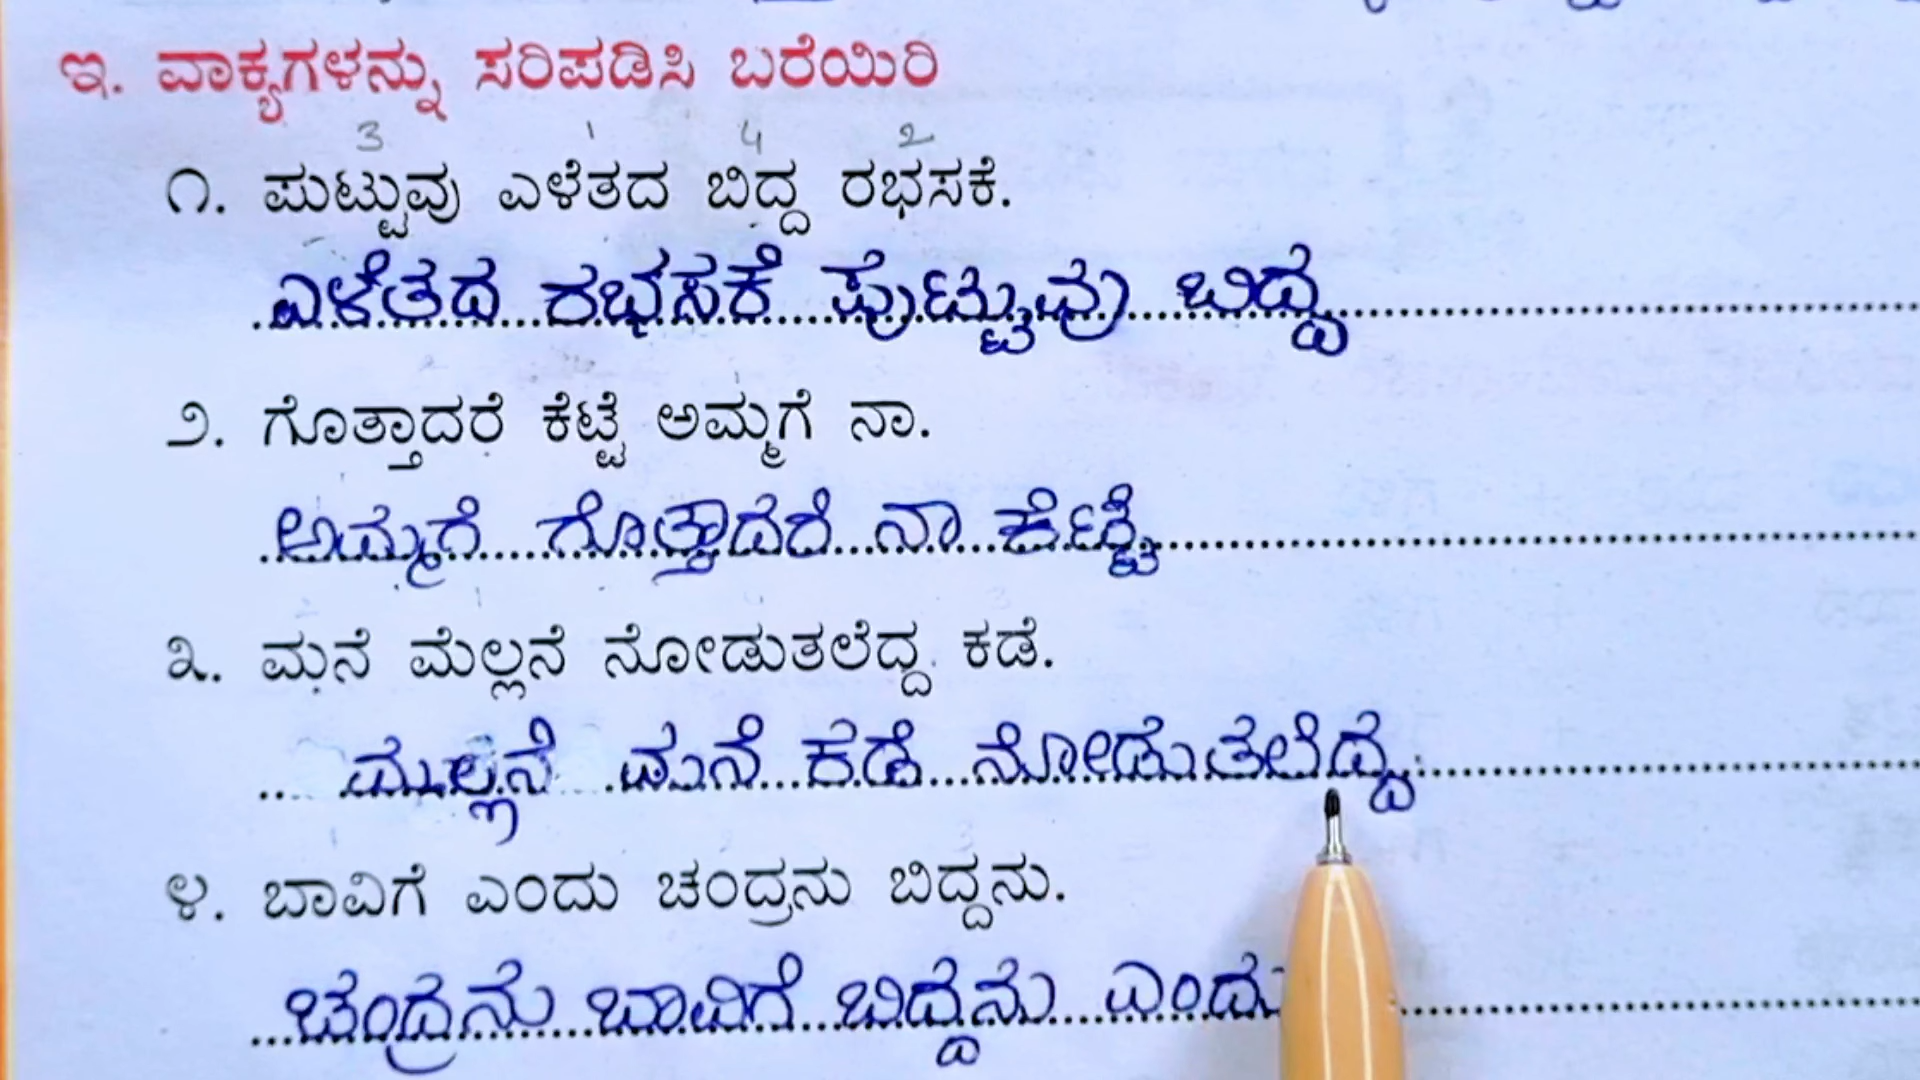 ಇ. ವಾಕ್ಯಗಳನ್ನು ಸರಿಪಡಿಸಿ ಬರೆಯಿರಿ
3 1 4 2
೧. ಪುಟ್ಟುವು ಎಳೆತದ ಬಿದ್ದ ರಭಸಕೆ.
ಎಳೆತದ ರಭಸಕೆ ಪುಟ್ಟುವು ಬಿದ್ದ
೨. ಗೊತ್ತಾದರೆ ಕೆಟ್ಟೆ ಅಮ್ಮಗೆ ನಾ.
ಅಮ್ಮಗೆ ಗೊತ್ತಾದರೆ ನಾ ಕೆಟ್ಟೆ
೩. ಮನೆ ಮೆಲ್ಲನೆ ನೋಡುತಲೆದ್ದ ಕಡೆ.
ಮೆಲ್ಲನೆ ಮನೆ ಕಡೆ ನೋಡುತಲೆದ್ದ
೪. ಬಾವಿಗೆ ಎಂದು ಚಂದ್ರನು ಬಿದ್ದನು.
ಚಂದ್ರನು ಬಾವಿಗೆ ಬಿದ್ದನು ಎಂದು